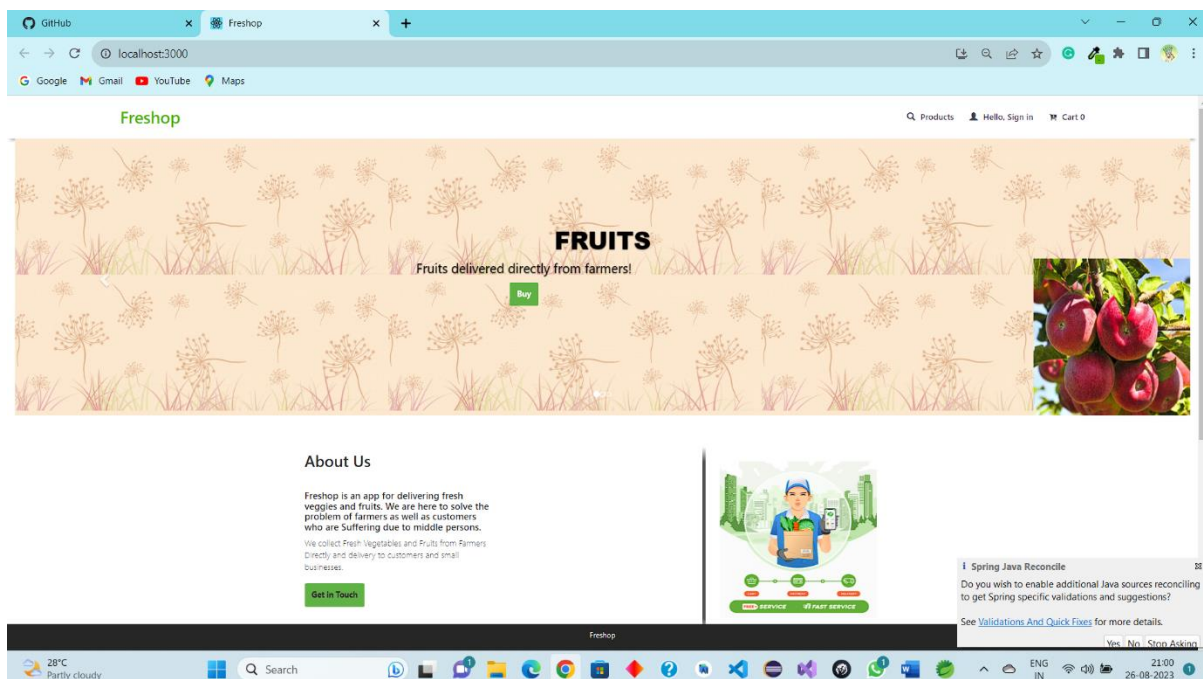 GitHub
Freshop
localhost:3000
Google Gmail YouTube Maps
Freshop
Products Hello, Sign in Cart 0
FRUITS
Fruits delivered directly from farmers!
Buy
About Us
Freshop is an app for delivering fresh
veggies and fruits. We are here to solve the
problem of farmers as well as customers
who are Suffering due to middle persons.
We collect Fresh Vegetables and Fruits from Farmers
Directly and delivery to customers and small
businesses.
Get in Touch
FREE SERVICE FAST SERVICE
Spring Java Reconcile
Do you wish to enable additional Java sources reconciling
to get Spring specific validations and suggestions?
See Validations And Quick Fixes for more details.
Yes No Stop Asking
Freshop
28°C
Partly cloudy
Search
ENG
IN
21:00
26-08-2023